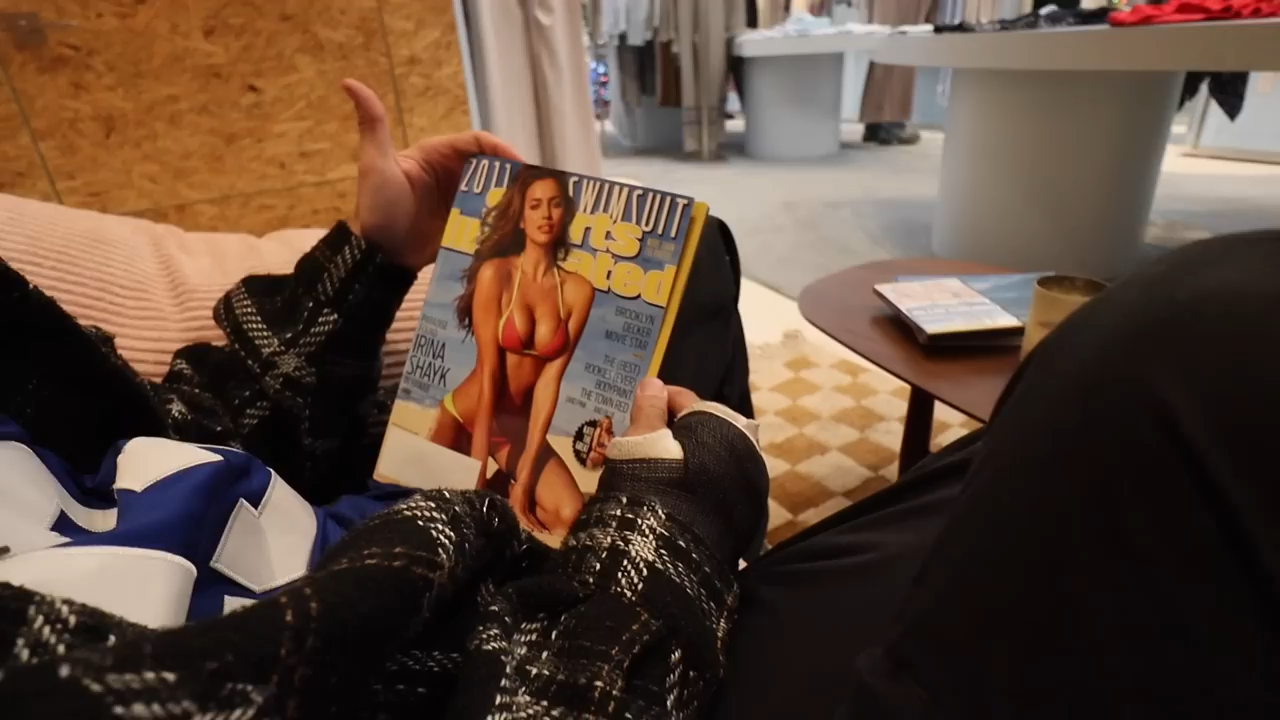 2011 SWIMSUIT
Sports
Illustrated
BROOKLYN
DECKER
MOVIE STAR
IRINA
SHAYK
THE (BEST)
ROOKIES (EVER)
BODYPAINT
THE TOWN RED